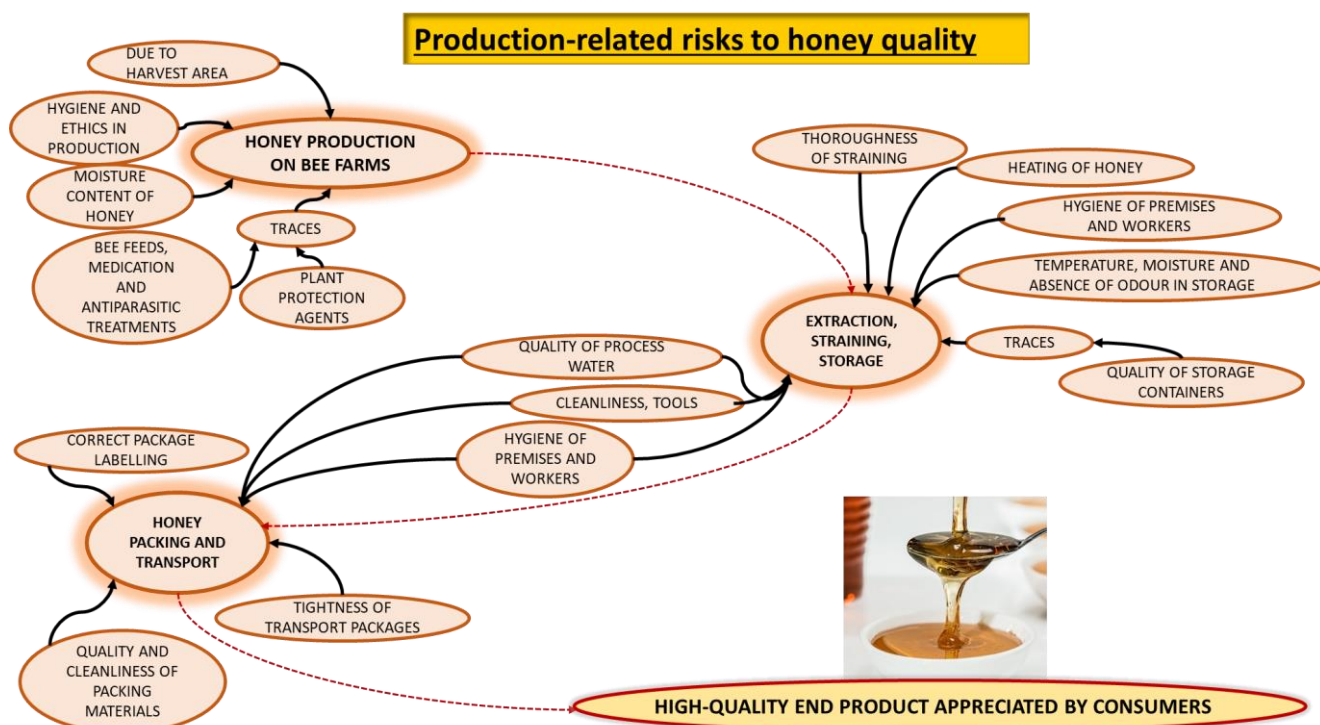 Production-related risks to honey quality
DUE TO
HARVEST AREA
HYGIENE AND
ETHICS IN
PRODUCTION
HONEY PRODUCTION
ON BEE FARMS
MOISTURE
CONTENT OF
HONEY
TRACES
BEE FEEDS,
MEDICATION
AND
ANTIPARASITIC
TREATMENTS
PLANT
PROTECTION
AGENTS
THOROUGHNESS
OF STRAINING
HEATING OF HONEY
HYGIENE OF PREMISES
AND WORKERS
TEMPERATURE, MOISTURE AND
ABSENCE OF ODOUR IN STORAGE
EXTRACTION,
STRAINING,
STORAGE
TRACES
QUALITY OF STORAGE
CONTAINERS
QUALITY OF PROCESS
WATER
CLEANLINESS, TOOLS
HYGIENE OF
PREMISES AND
WORKERS
CORRECT PACKAGE
LABELLING
HONEY
PACKING AND
TRANSPORT
TIGHTNESS OF
TRANSPORT PACKAGES
QUALITY AND
CLEANLINESS OF
PACKING
MATERIALS
HIGH-QUALITY END PRODUCT APPRECIATED BY CONSUMERS